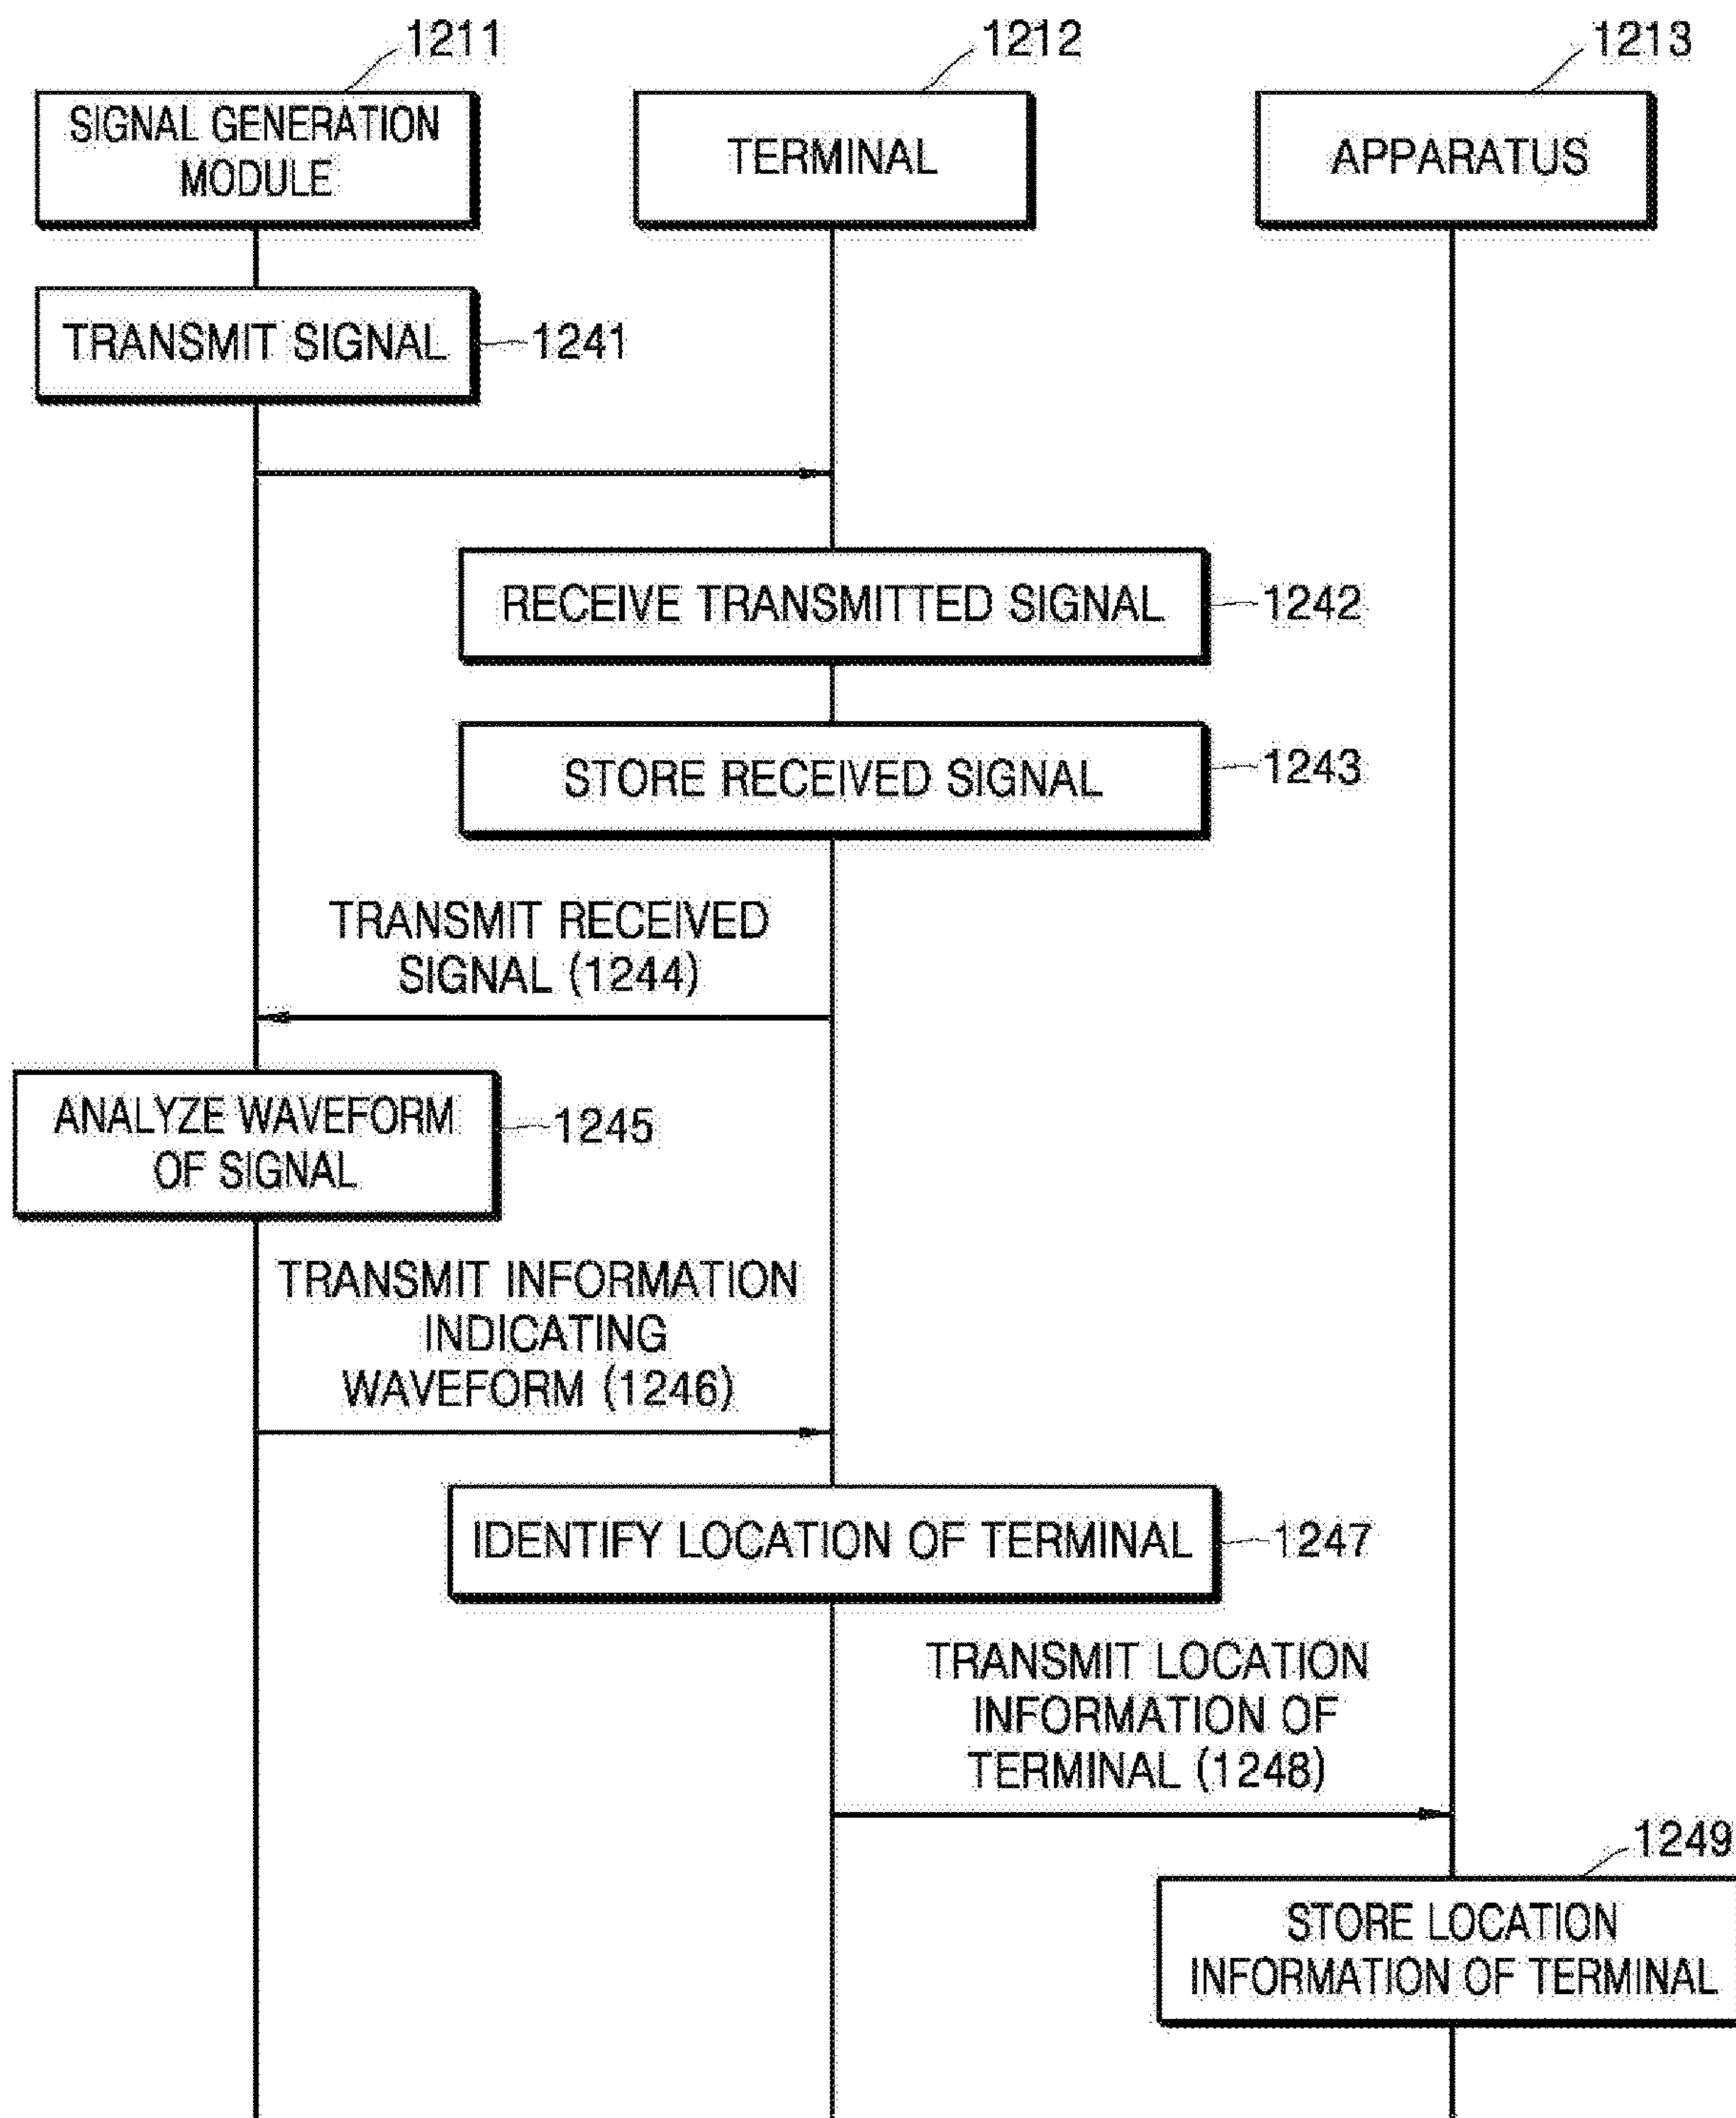 1211
1212
1213
SIGNAL GENERATION
MODULE
TERMINAL
APPARATUS
TRANSMIT SIGNAL
1241
RECEIVE TRANSMITTED SIGNAL
1242
STORE RECEIVED SIGNAL
1243
TRANSMIT RECEIVED
SIGNAL (1244)
ANALYZE WAVEFORM
OF SIGNAL
1245
TRANSMIT INFORMATION
INDICATING
WAVEFORM (1246)
IDENTIFY LOCATION OF TERMINAL
1247
TRANSMIT LOCATION
INFORMATION OF
TERMINAL (1248)
1249
STORE LOCATION
INFORMATION OF TERMINAL